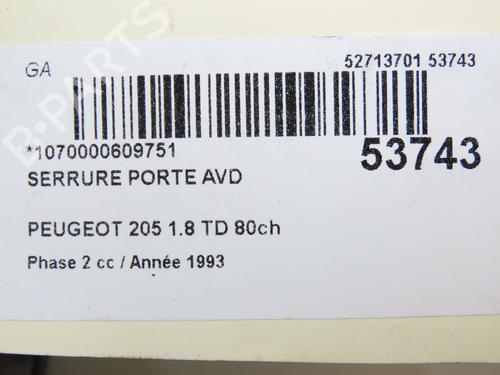 GA
52713701 53743
*1070000609751
53743
SERRURE PORTE AVD
PEUGEOT 205 1.8 TD 80ch
Phase 2 cc / Année 1993
B-PARTS